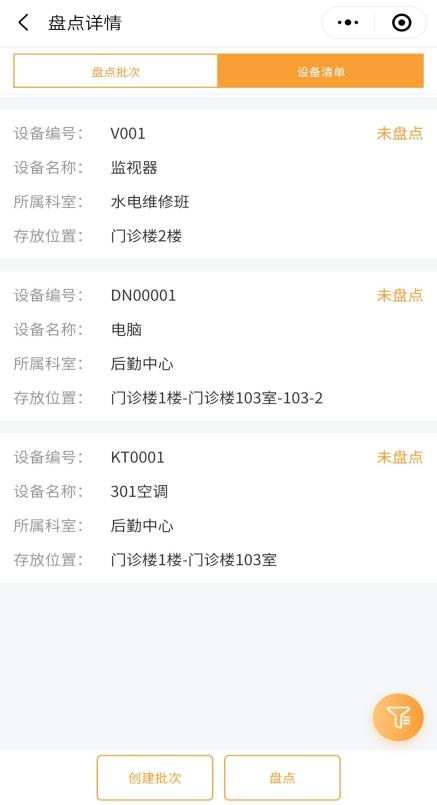 盘点详情
盘点批次 设备清单
设备编号： V001 未盘点
设备名称： 监视器
所属科室： 水电维修班
存放位置： 门诊楼2楼
设备编号： DN00001 未盘点
设备名称： 电脑
所属科室： 后勤中心
存放位置： 门诊楼1楼-门诊楼103室-103-2
设备编号： KT0001 未盘点
设备名称： 301空调
所属科室： 后勤中心
存放位置： 门诊楼1楼-门诊楼103室
创建批次 盘点